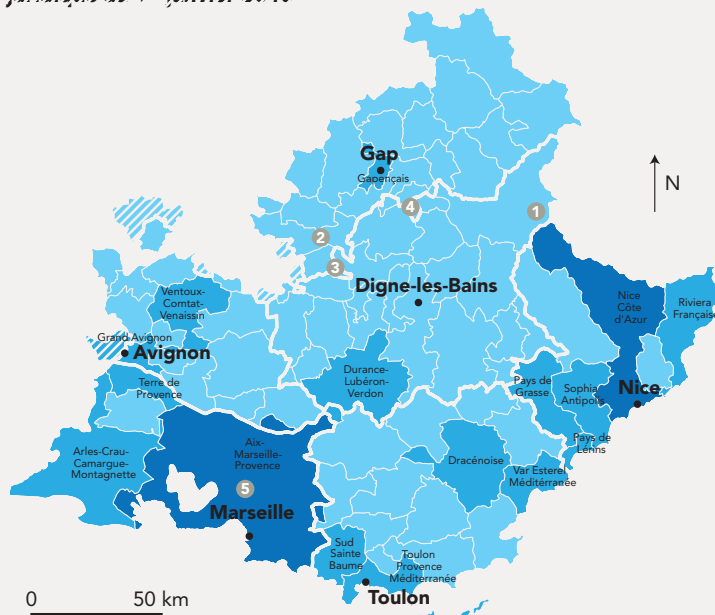 Gap
Gapençais
4
1
N
2
3
Digne-les-Bains
Ventoux-
Comtat-
Venaissin
Nice
Côte
d'Azur
Riviera
Française
Grand Avignon
Avignon
Durance-
Lubéron-
Verdon
Terre de
Provence
Pays de
Grasse
Sophia
Antipolis
Nice
Pays de
Lérins
Arles-Crau-
Camargue-
Montagnette
Aix-
Marseille-
Provence
5
Marseille
Dracénoise
Var Esterel
Méditérranée
Sud
Sainte
Baume
Toulon
Provence
Méditerranée
Toulon
0
50 km